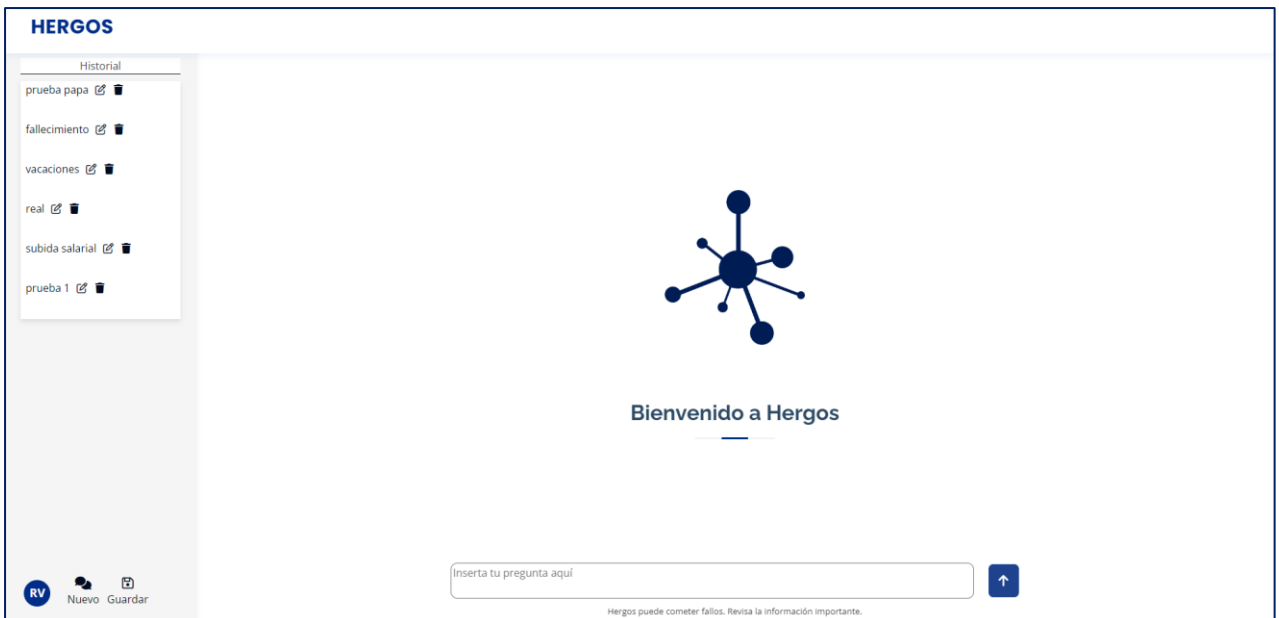 HERGOS
Historial
prueba papa
fallecimiento
vacaciones
real
subida salarial
prueba 1
RV
Nuevo Guardar
Bienvenido a Hergos
Inserta tu pregunta aquí
Hergos puede cometer fallos. Revisa la información importante.